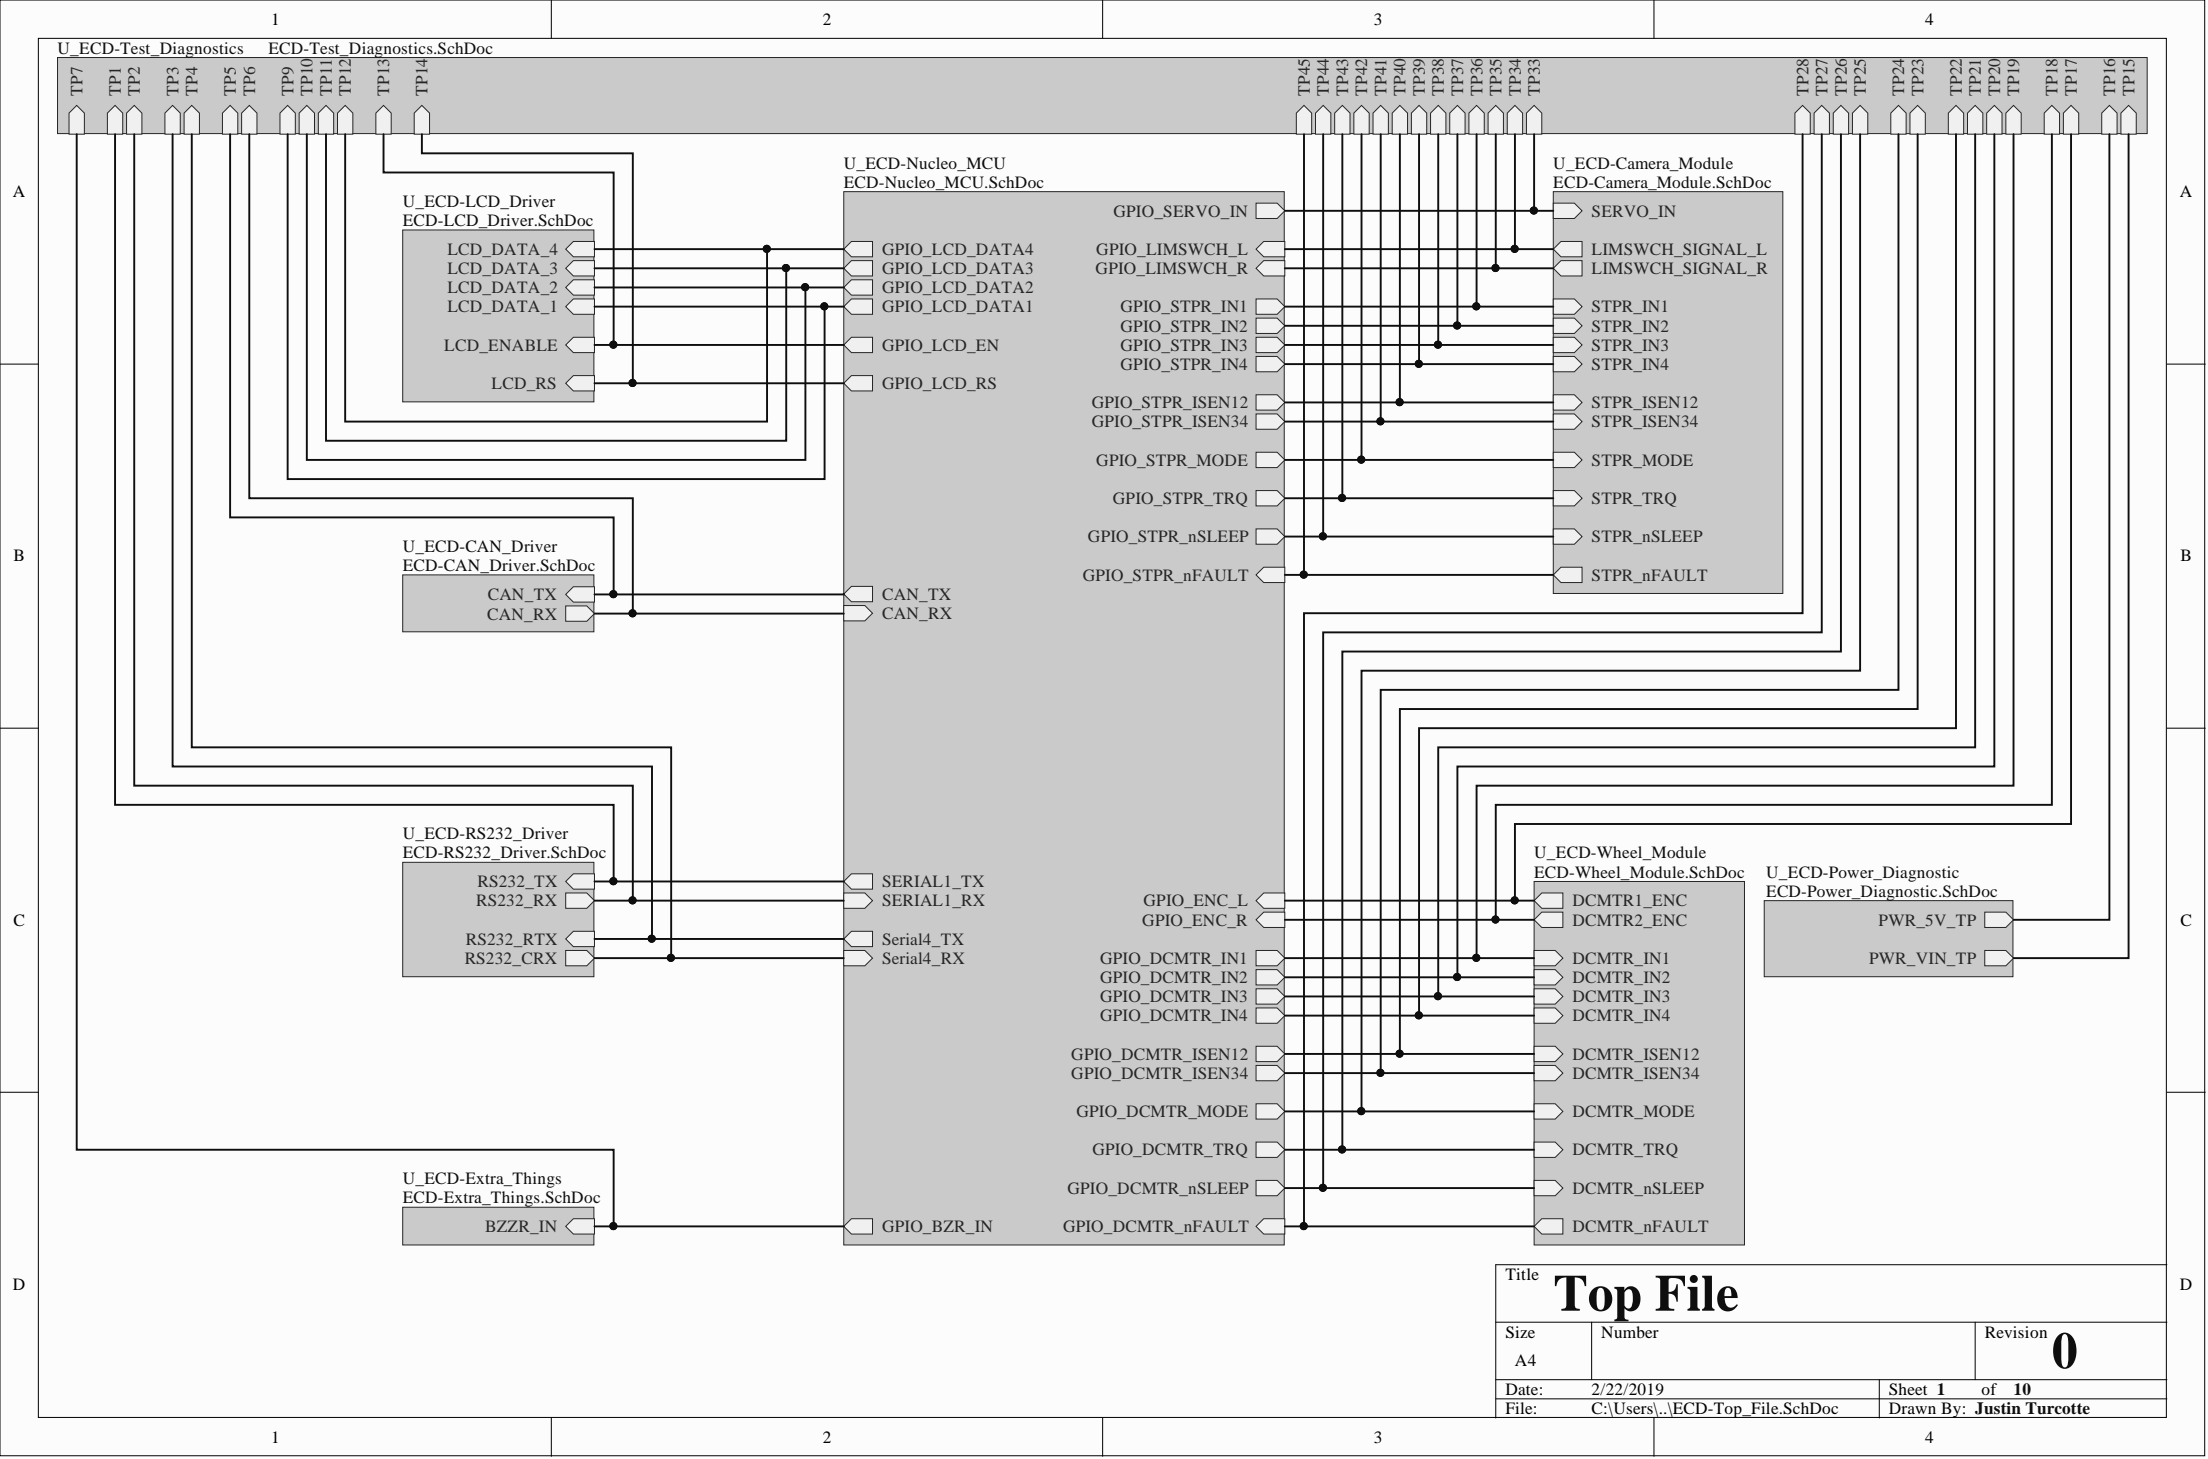 1 2 3 4
U_ECD-Test_Diagnostics ECD-Test_Diagnostics.SchDoc
TP7 TP1 TP2 TP3 TP4 TP5 TP6 TP9 TP10 TP11 TP12 TP13 TP14 TP45 TP44 TP43 TP42 TP41 TP40 TP39 TP38 TP37 TP36 TP35 TP34 TP33 TP28 TP27 TP26 TP25 TP24 TP23 TP22 TP21 TP20 TP19 TP18 TP17 TP16 TP15
A A
B B
C C
D D
U_ECD-LCD_Driver
ECD-LCD_Driver.SchDoc
LCD_DATA_4
LCD_DATA_3
LCD_DATA_2
LCD_DATA_1
LCD_ENABLE
LCD_RS
U_ECD-CAN_Driver
ECD-CAN_Driver.SchDoc
CAN_TX
CAN_RX
U_ECD-RS232_Driver
ECD-RS232_Driver.SchDoc
RS232_TX
RS232_RX
RS232_RTX
RS232_CRX
U_ECD-Extra_Things
ECD-Extra_Things.SchDoc
BZZR_IN
U_ECD-Nucleo_MCU
ECD-Nucleo_MCU.SchDoc
GPIO_LCD_DATA4
GPIO_LCD_DATA3
GPIO_LCD_DATA2
GPIO_LCD_DATA1
GPIO_LCD_EN
GPIO_LCD_RS
CAN_TX
CAN_RX
SERIAL1_TX
SERIAL1_RX
Serial4_TX
Serial4_RX
GPIO_BZR_IN
GPIO_SERVO_IN
GPIO_LIMSWCH_L
GPIO_LIMSWCH_R
GPIO_STPR_IN1
GPIO_STPR_IN2
GPIO_STPR_IN3
GPIO_STPR_IN4
GPIO_STPR_ISEN12
GPIO_STPR_ISEN34
GPIO_STPR_MODE
GPIO_STPR_TRQ
GPIO_STPR_nSLEEP
GPIO_STPR_nFAULT
GPIO_ENC_L
GPIO_ENC_R
GPIO_DCMTR_IN1
GPIO_DCMTR_IN2
GPIO_DCMTR_IN3
GPIO_DCMTR_IN4
GPIO_DCMTR_ISEN12
GPIO_DCMTR_ISEN34
GPIO_DCMTR_MODE
GPIO_DCMTR_TRQ
GPIO_DCMTR_nSLEEP
GPIO_DCMTR_nFAULT
U_ECD-Camera_Module
ECD-Camera_Module.SchDoc
SERVO_IN
LIMSWCH_SIGNAL_L
LIMSWCH_SIGNAL_R
STPR_IN1
STPR_IN2
STPR_IN3
STPR_IN4
STPR_ISEN12
STPR_ISEN34
STPR_MODE
STPR_TRQ
STPR_nSLEEP
STPR_nFAULT
U_ECD-Wheel_Module
ECD-Wheel_Module.SchDoc
DCMTR1_ENC
DCMTR2_ENC
DCMTR_IN1
DCMTR_IN2
DCMTR_IN3
DCMTR_IN4
DCMTR_ISEN12
DCMTR_ISEN34
DCMTR_MODE
DCMTR_TRQ
DCMTR_nSLEEP
DCMTR_nFAULT
U_ECD-Power_Diagnostic
ECD-Power_Diagnostic.SchDoc
PWR_5V_TP
PWR_VIN_TP
Title Top File
Size Number Revision 0
A4
Date: 2/22/2019 Sheet 1 of 10
File: C:\Users\..\ECD-Top_File.SchDoc Drawn By: Justin Turcotte
1 2 3 4